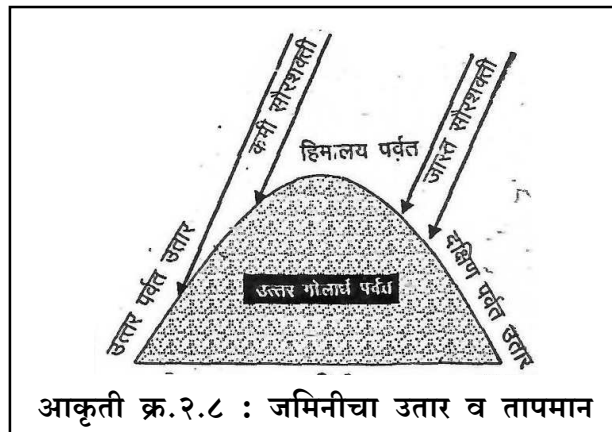 कमी सौरशक्ती
जास्त सौरशक्ती
हिमालय पर्वत
उत्तर पर्वत उतार
दक्षिण पर्वत उतार
उत्तर गोलार्ध पर्वत
आकृती क्र.२.८ : जमिनीचा उतार व तापमान